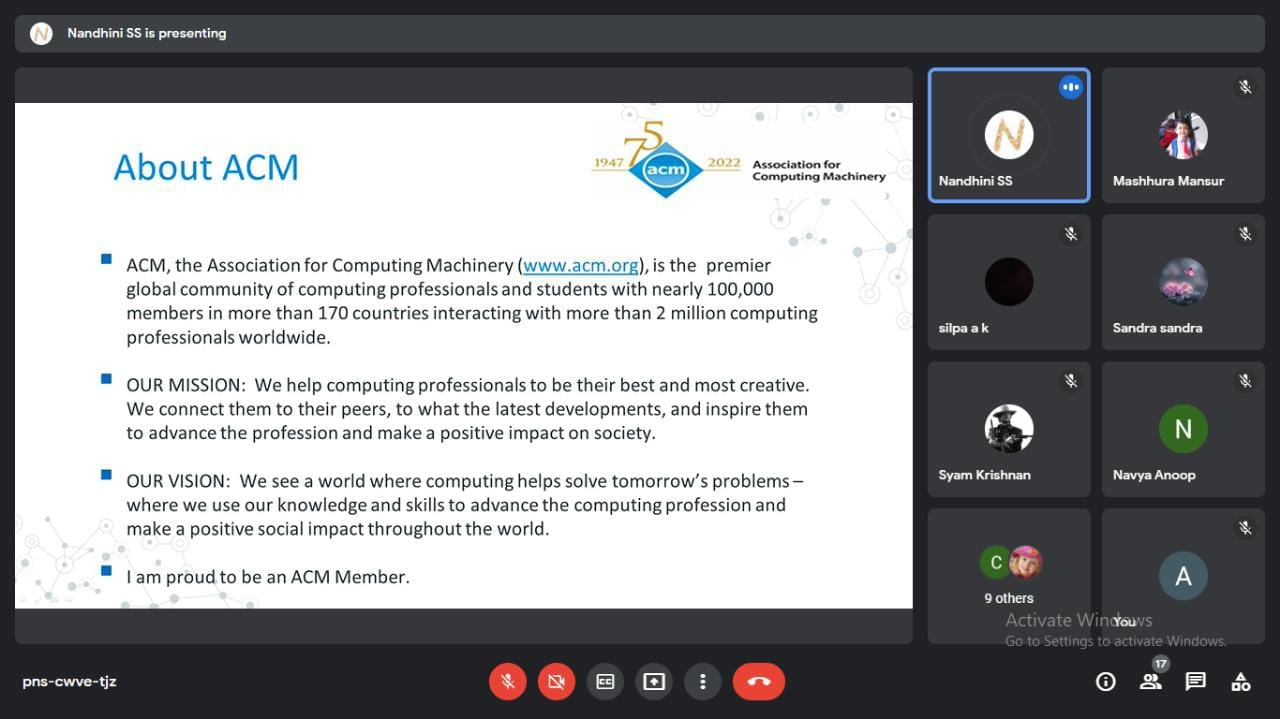 N
Nandhini SS is presenting
About ACM
75
1947
acm
2022
Association for
Computing Machinery
ACM, the Association for Computing Machinery (www.acm.org), is the premier
global community of computing professionals and students with nearly 100,000
members in more than 170 countries interacting with more than 2 million computing
professionals worldwide.
OUR MISSION: We help computing professionals to be their best and most creative.
We connect them to their peers, to what the latest developments, and inspire them
to advance the profession and make a positive impact on society.
OUR VISION: We see a world where computing helps solve tomorrow’s problems –
where we use our knowledge and skills to advance the computing profession and
make a positive social impact throughout the world.
I am proud to be an ACM Member.
N
Nandhini SS
Mashhura Mansur
silpa a k
Sandra sandra
Syam Krishnan
N
Navya Anoop
C
9 others
A
You
Activate Windows
Go to Settings to activate Windows.
pns-cwve-tjz
CC
17